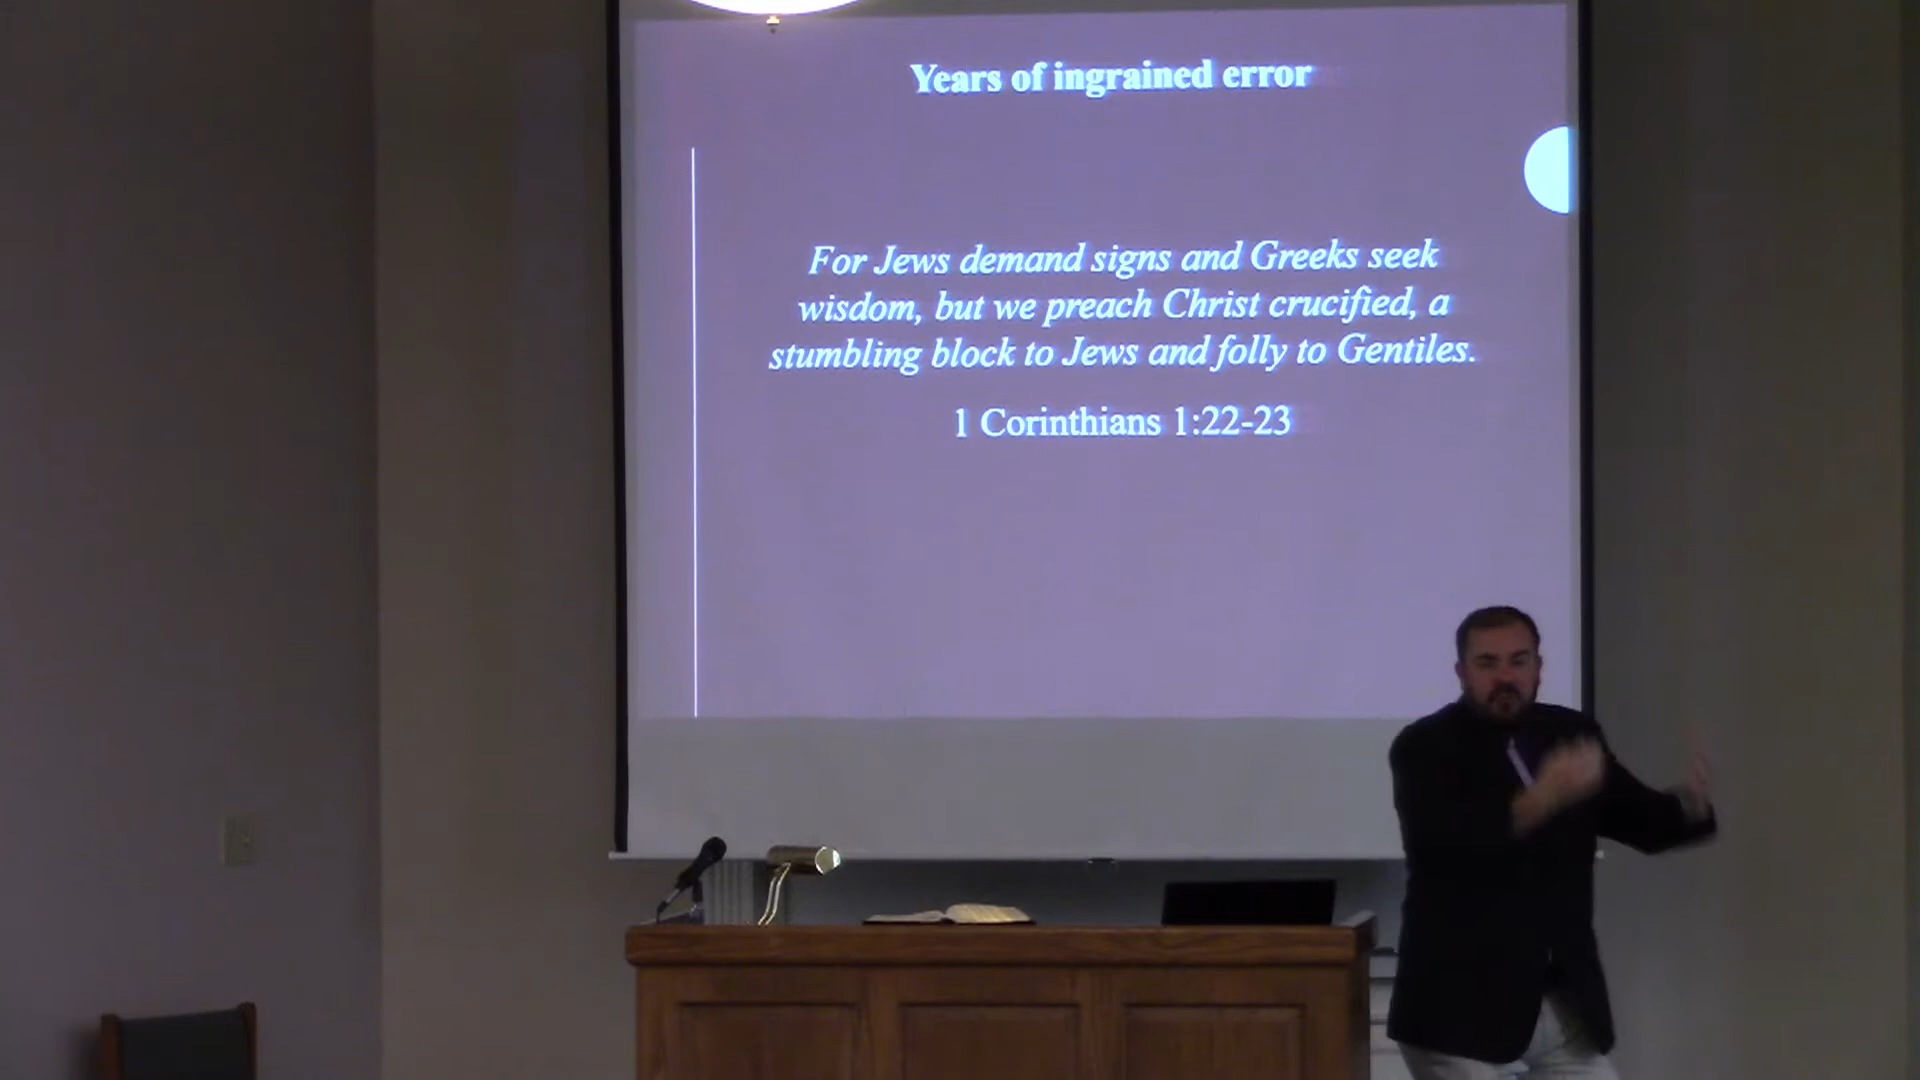 Years of ingrained error
For Jews demand signs and Greeks seek
wisdom, but we preach Christ crucified, a
stumbling block to Jews and folly to Gentiles.
1 Corinthians 1:22-23